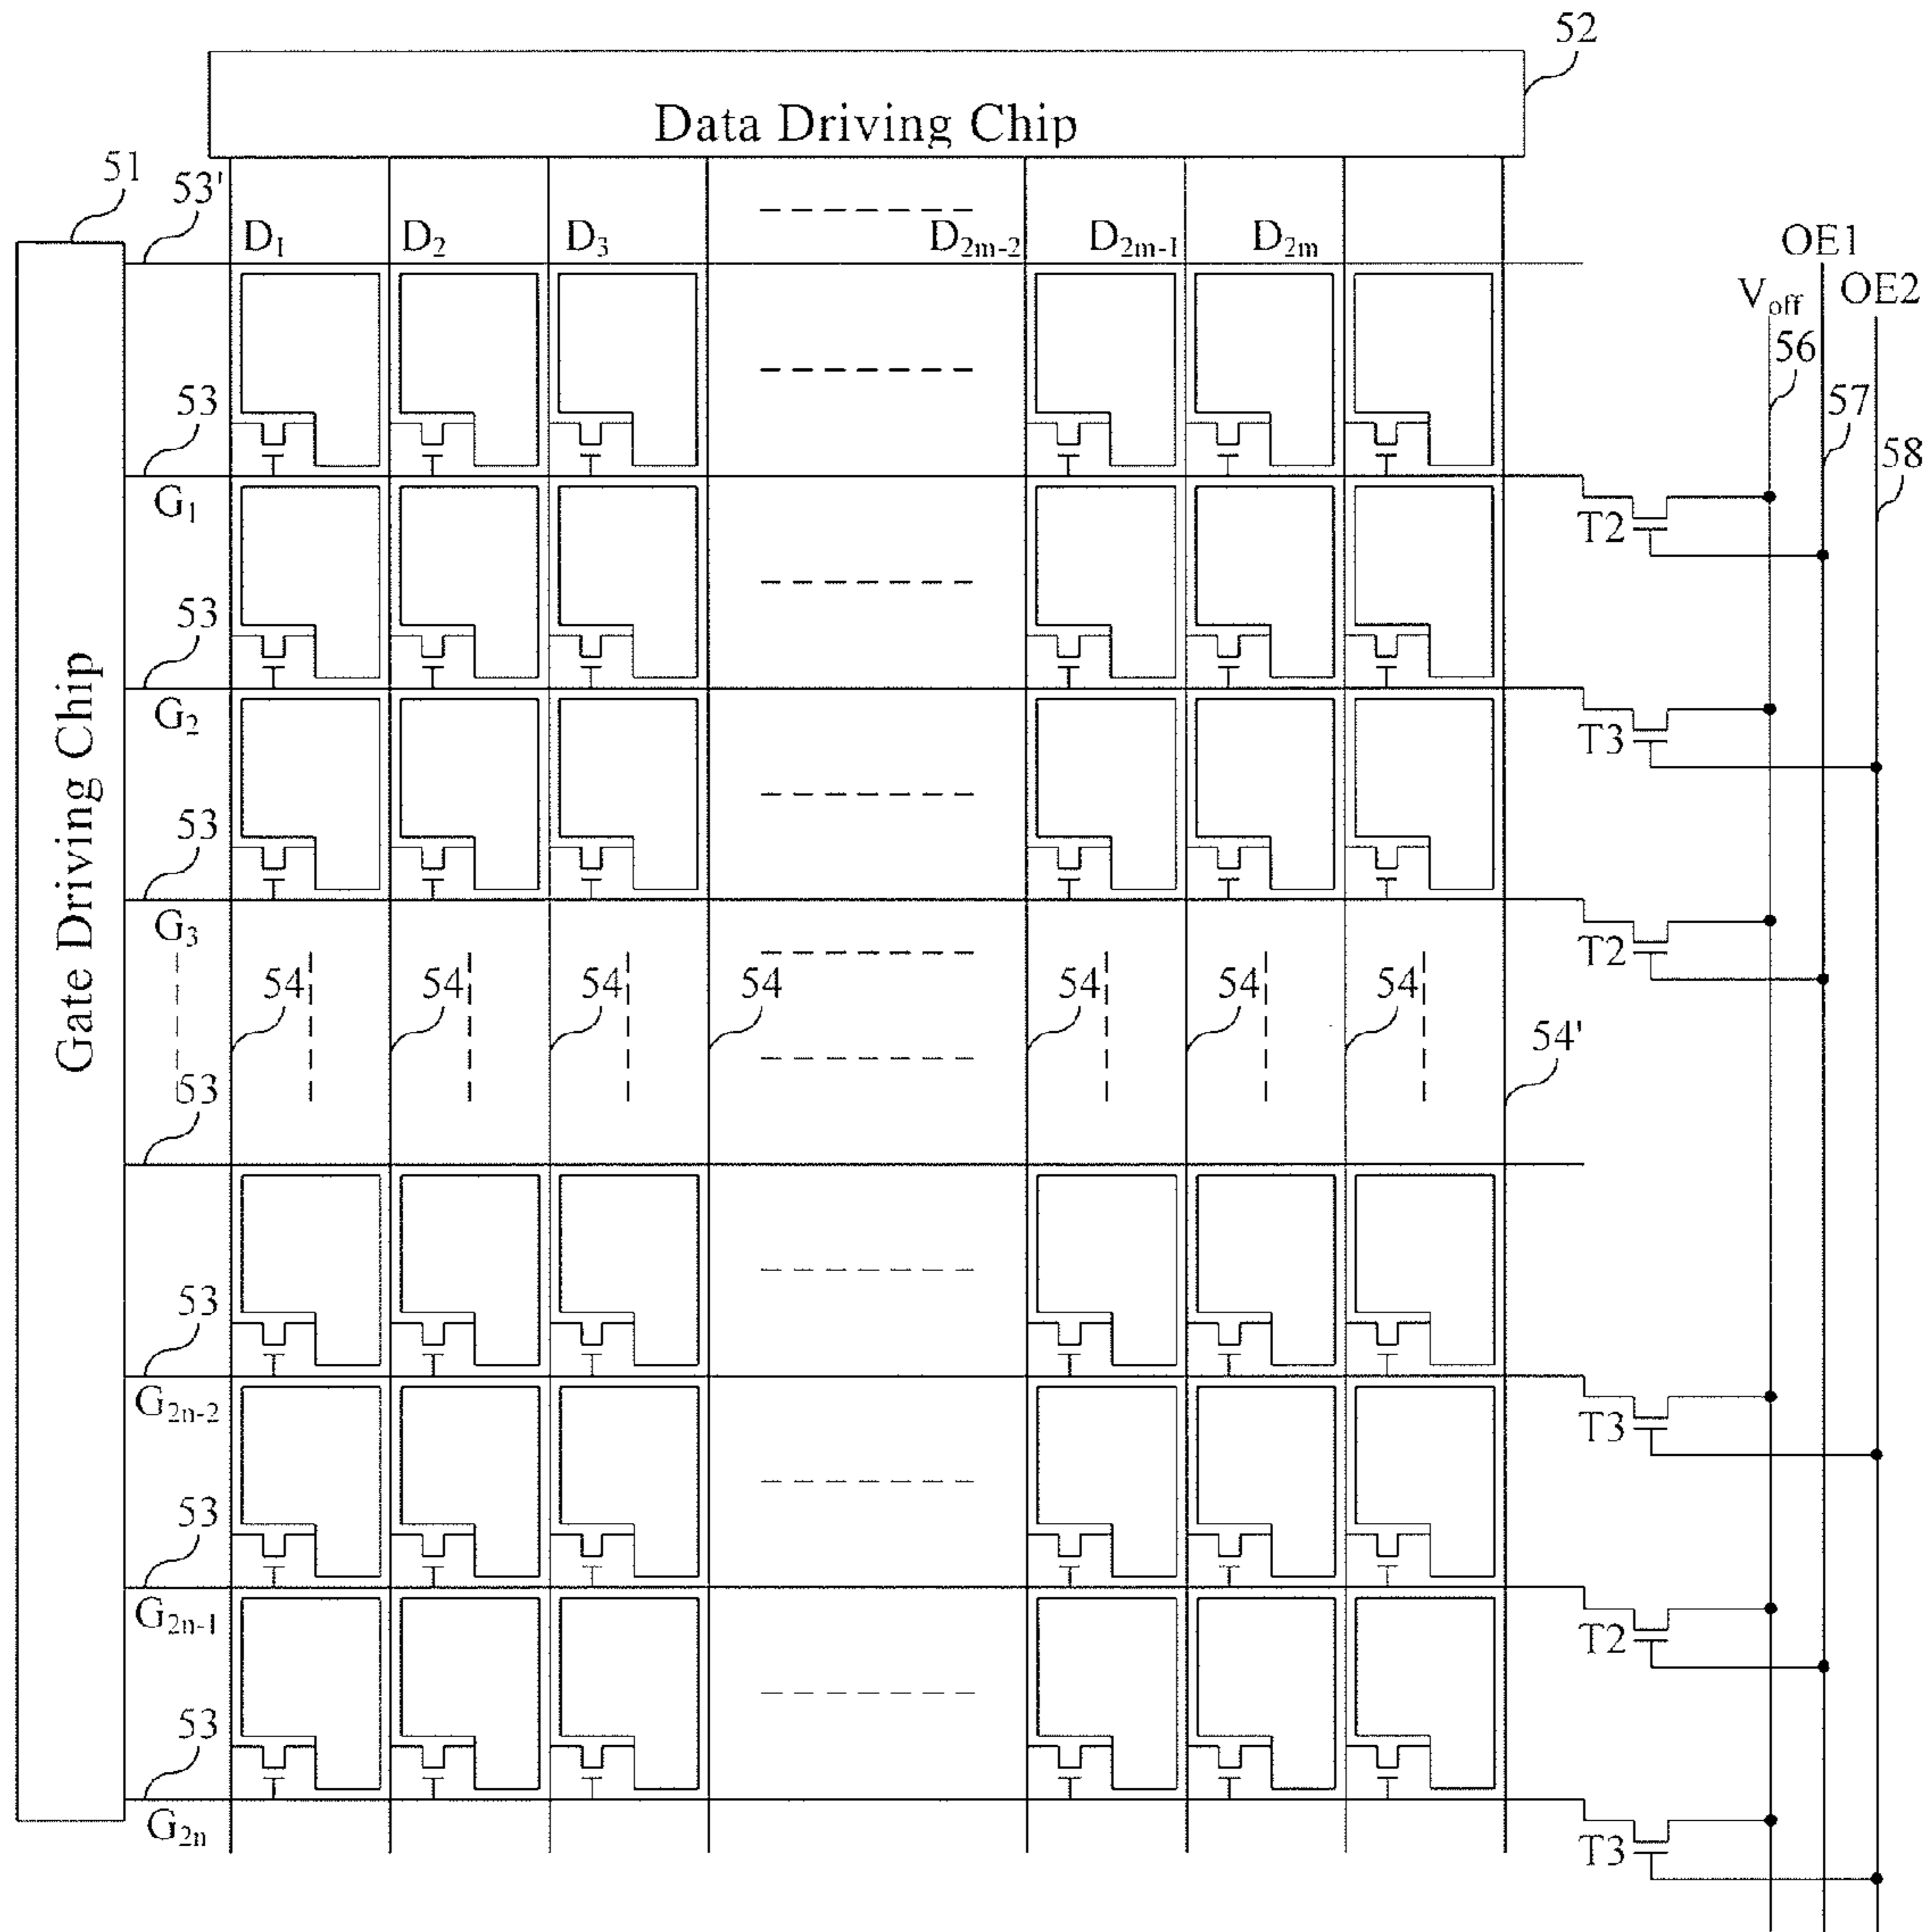 52
Data Driving Chip
51
53'
D1 D2 D3 D2m-2 D2m-1 D2m
OE1
Voff
OE2
56
53
57
58
G1
T2
53
Gate Driving Chip
G2
T3
53
G3
T2
54 54 54 54 54 54 54
54'
53
53
G2n-2
T3
53
G2n-1
T2
53
G2n
T3